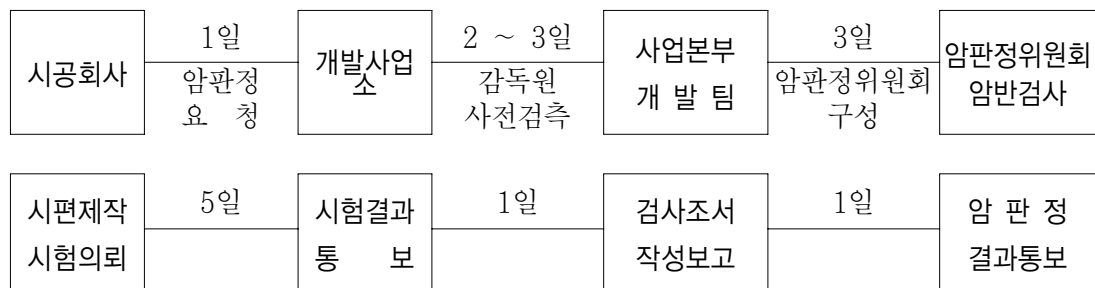 시공회사
1일
암판정
요 청
개발사업
소
2 ~ 3일
감독원
사전검측
사업본부
개 발 팀
3일
암판정위원회
구성
암판정위원회
암반검사
시편제작
시험의뢰
5일
시험결과
통 보
1일
검사조서
작성보고
1일
암 판 정
결과통보